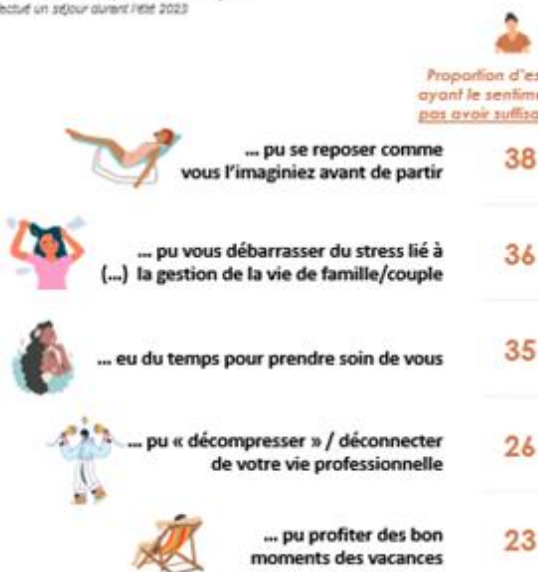 ectué un séjour durant l'été 2023
Proportion d'es
ayant le sentime
pas avoir suffisa
... pu se reposer comme
vous l'imaginiez avant de partir
38
... pu vous débarrasser du stress lié à
(...) la gestion de la vie de famille/couple
36
... eu du temps pour prendre soin de vous
35
... pu « décompresser » / déconnecter
de votre vie professionnelle
26
... pu profiter des bon
moments des vacances
23